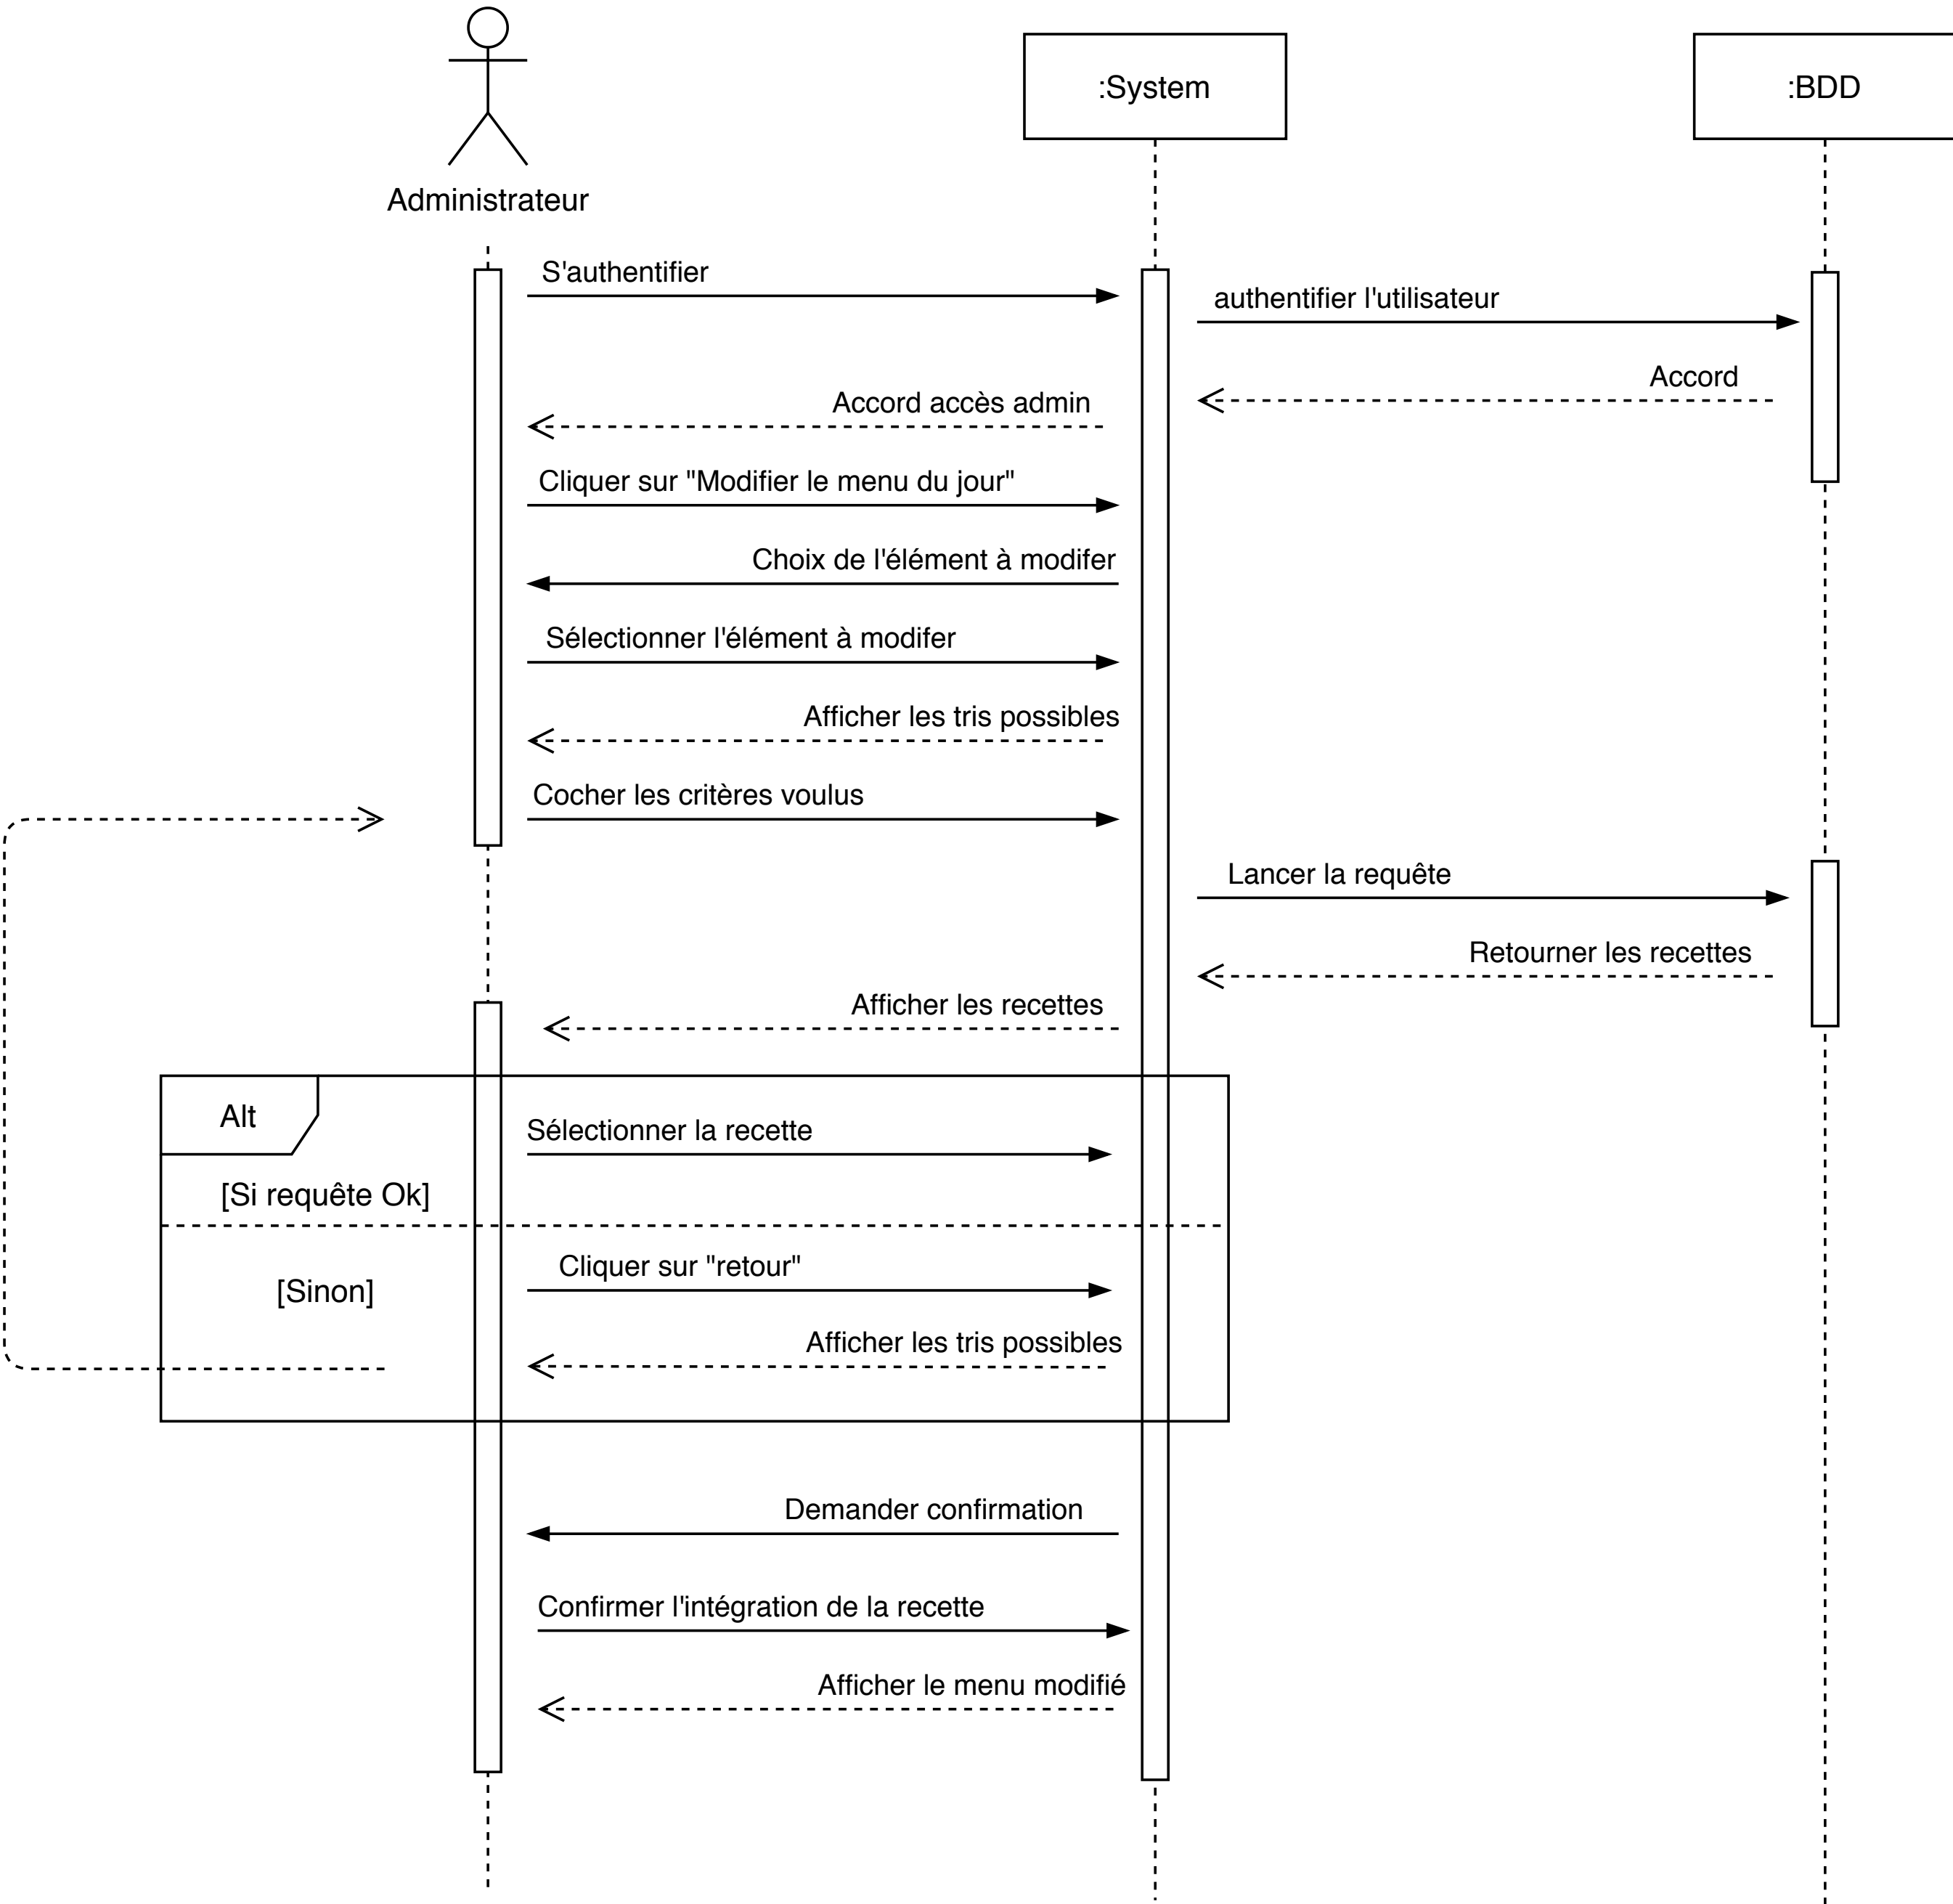 :System
:BDD
Administrateur
S'authentifier
authentifier l'utilisateur
Accord
Accord accès admin
Cliquer sur "Modifier le menu du jour"
Choix de l'élément à modifer
Sélectionner l'élément à modifer
Afficher les tris possibles
Cocher les critères voulus
Lancer la requête
Retourner les recettes
Afficher les recettes
Alt
Sélectionner la recette
[Si requête Ok]
Cliquer sur "retour"
[Sinon]
Afficher les tris possibles
Demander confirmation
Confirmer l'intégration de la recette
Afficher le menu modifié